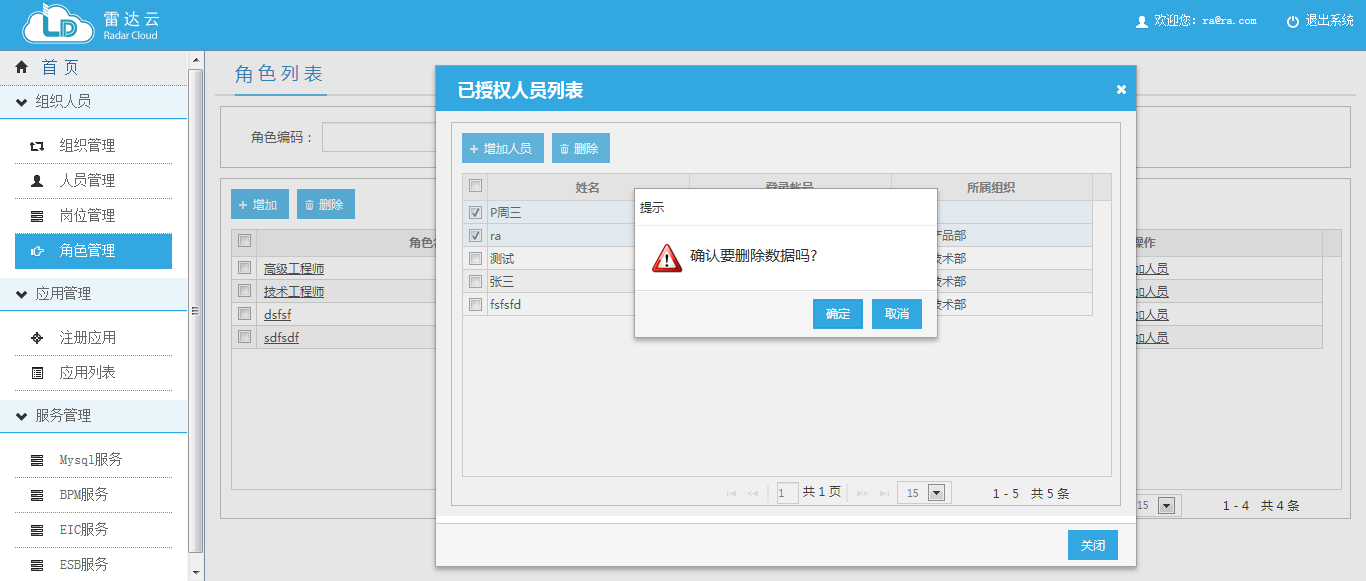 雷达云
Radar Cloud
欢迎您: ra@ra.com
退出系统
首 页
组织人员
组织管理
人员管理
岗位管理
角色管理
应用管理
注册应用
应用列表
服务管理
Mysql服务
BPM服务
EIC服务
ESB服务
角色列表
角色编码：
+ 增加
删除
角色
高级工程师
技术工程师
dsfsf
sdfsdf
操作
加人员
加人员
加人员
加人员
15
1 - 4 共 4 条
已授权人员列表
+ 增加人员
删除
姓名
登录帐号
所属组织
P周三
ra
产品部
测试
技术部
张三
技术部
fsfsfd
技术部
提示
确认要删除数据吗?
确定
取消
1 共 1 页
15
1 - 5 共 5 条
关闭